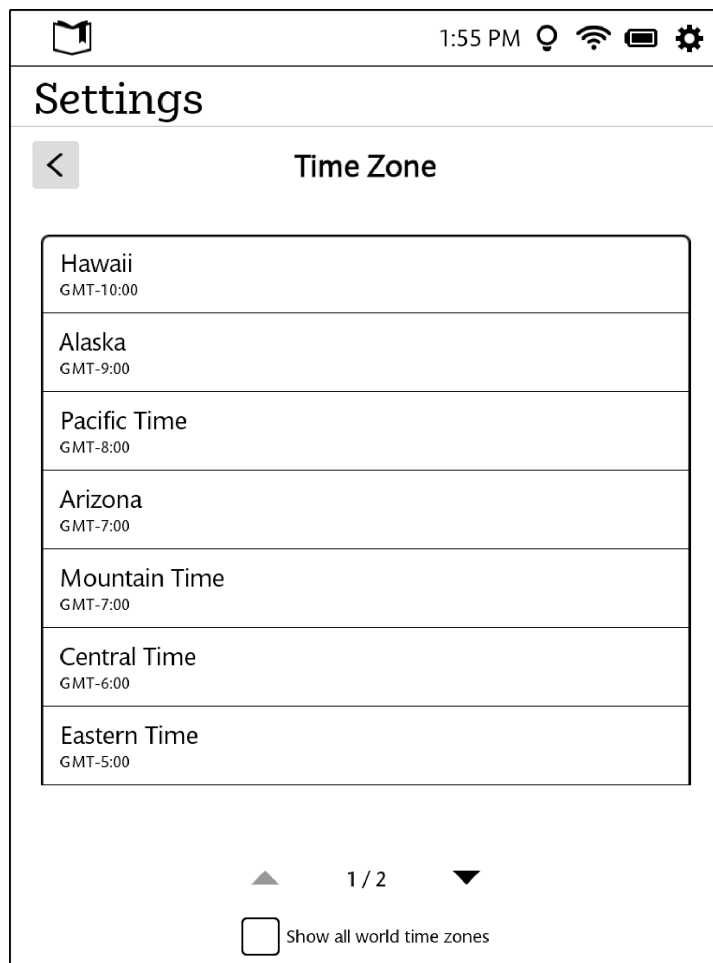 1:55 PM
Settings
Time Zone
Hawaii
GMT-10:00
Alaska
GMT-9:00
Pacific Time
GMT-8:00
Arizona
GMT-7:00
Mountain Time
GMT-7:00
Central Time
GMT-6:00
Eastern Time
GMT-5:00
1 / 2
Show all world time zones